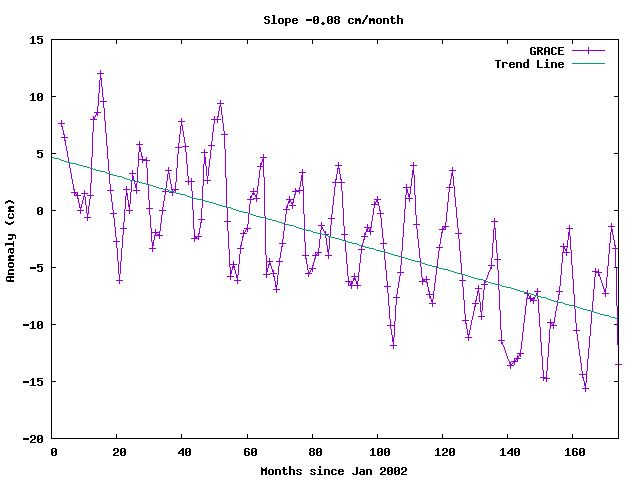 Slope -0.08 cm/month
GRACE
Trend Line
15
10
5
0
-5
-10
-15
-20
Anomaly (cm)
0 20 40 60 80 100 120 140 160
Months since Jan 2002